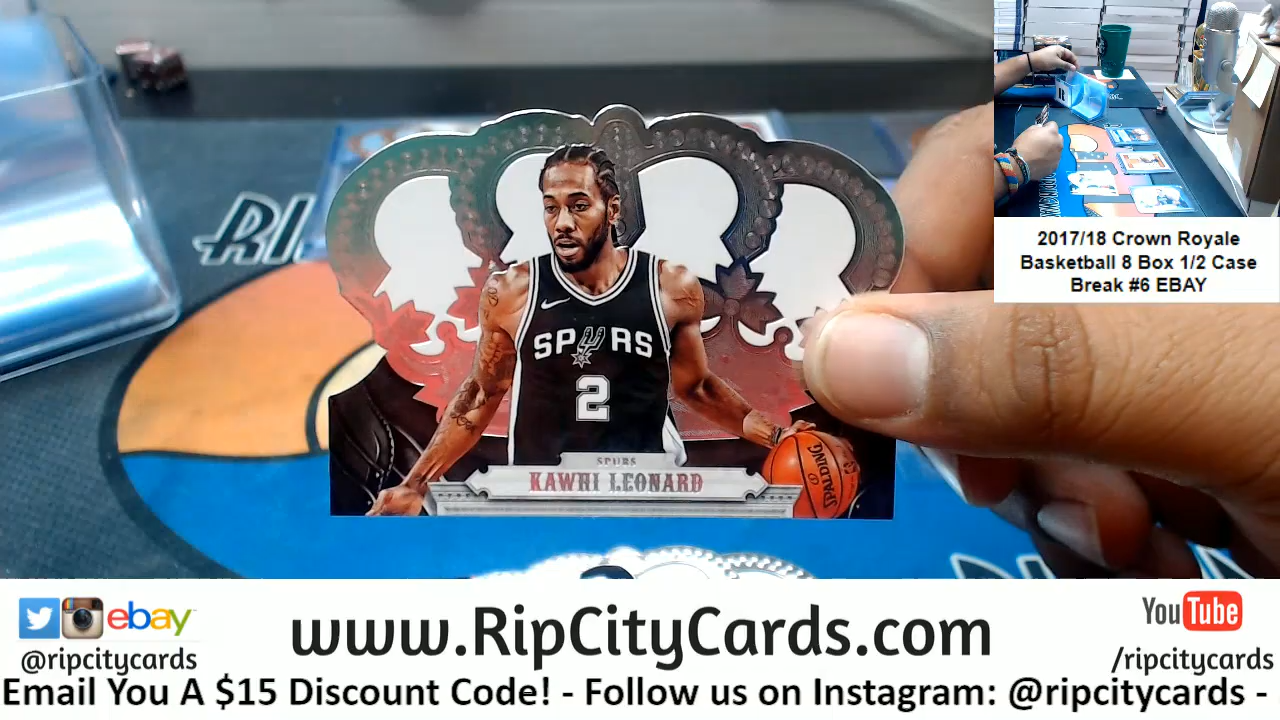 RI
SPURS
2
SPALDING
SPURS
KAWHI LEONARD
2017/18 Crown Royale
Basketball 8 Box 1/2 Case
Break #6 EBAY
ebay
@ripcitycards
www.RipCityCards.com
YouTube
/ripcitycards
Email You A $15 Discount Code! - Follow us on Instagram: @ripcitycards -